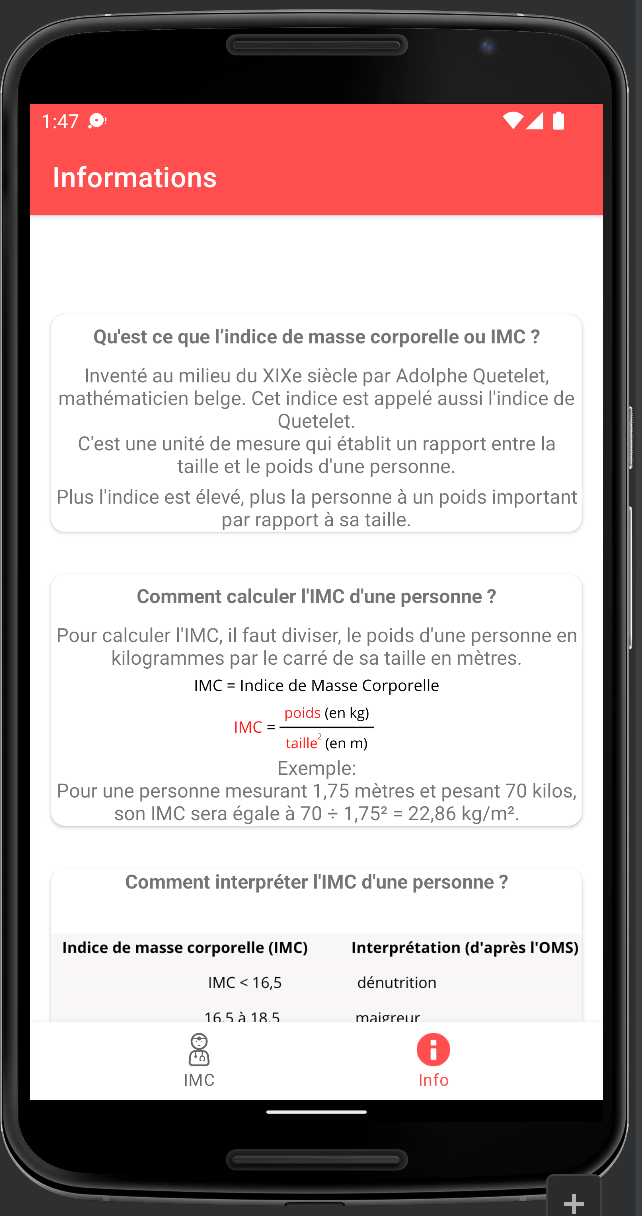 1:47
Informations
Qu'est ce que l’indice de masse corporelle ou IMC ?
Inventé au milieu du XIXe siècle par Adolphe Quetelet,
mathématicien belge. Cet indice est appelé aussi l'indice de
Quetelet.
C'est une unité de mesure qui établit un rapport entre la
taille et le poids d'une personne.
Plus l'indice est élevé, plus la personne à un poids important
par rapport à sa taille.
Comment calculer l'IMC d'une personne ?
Pour calculer l'IMC, il faut diviser, le poids d'une personne en
kilogrammes par le carré de sa taille en mètres.
IMC = Indice de Masse Corporelle
IMC = poids (en kg)
taille² (en m)
Exemple:
Pour une personne mesurant 1,75 mètres et pesant 70 kilos,
son IMC sera égale à 70 ÷ 1,75² = 22,86 kg/m².
Comment interpréter l'IMC d'une personne ?
Indice de masse corporelle (IMC) Interprétation (d'après l'OMS)
IMC < 16,5 dénutrition
16,5 à 18,5 maigreur
IMC Info